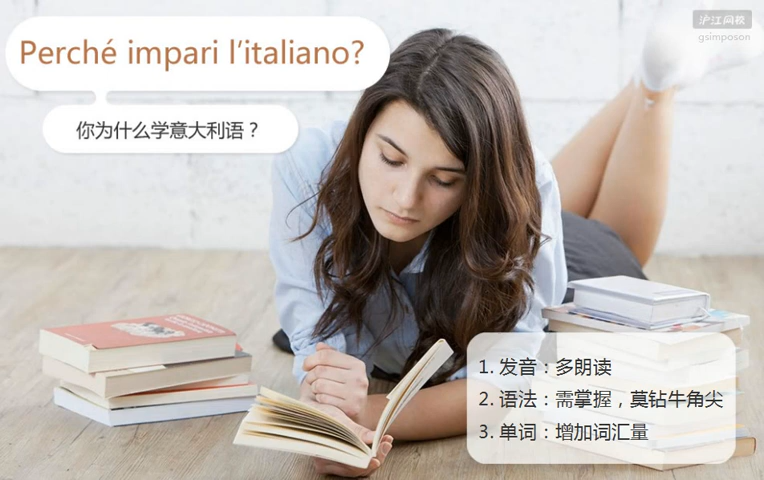 沪江网校
gsimposon
Perché impari l'italiano?
你为什么学意大利语？
1. 发音：多朗读
2. 语法：需掌握，莫钻牛角尖
3. 单词：增加词汇量